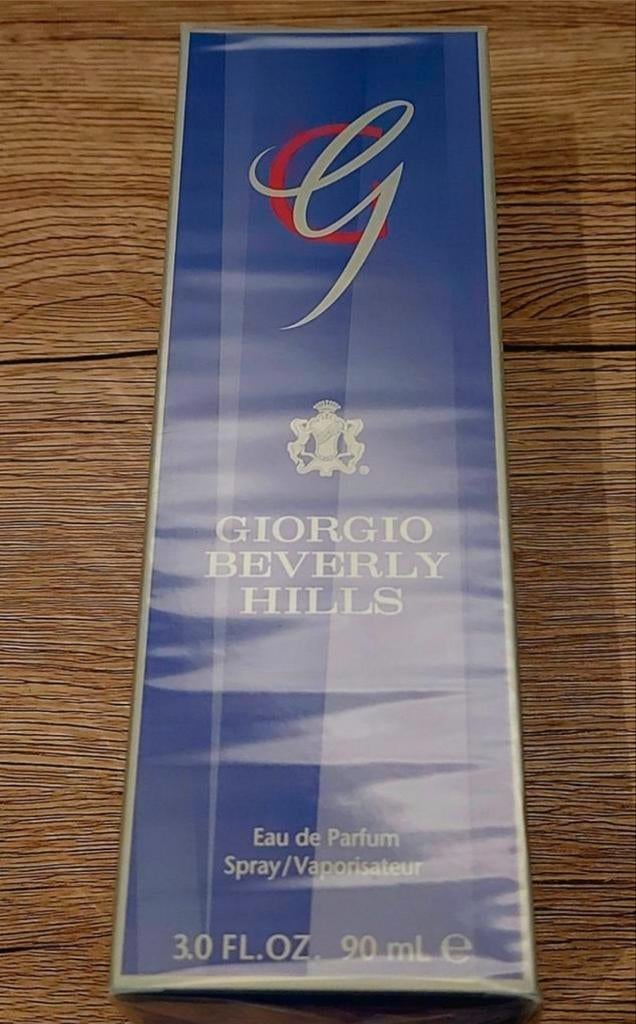 G
®
GIORGIO
BEVERLY
HILLS
Eau de Parfum
Spray/Vaporisateur
3.0 FL.OZ. 90 mL ℮